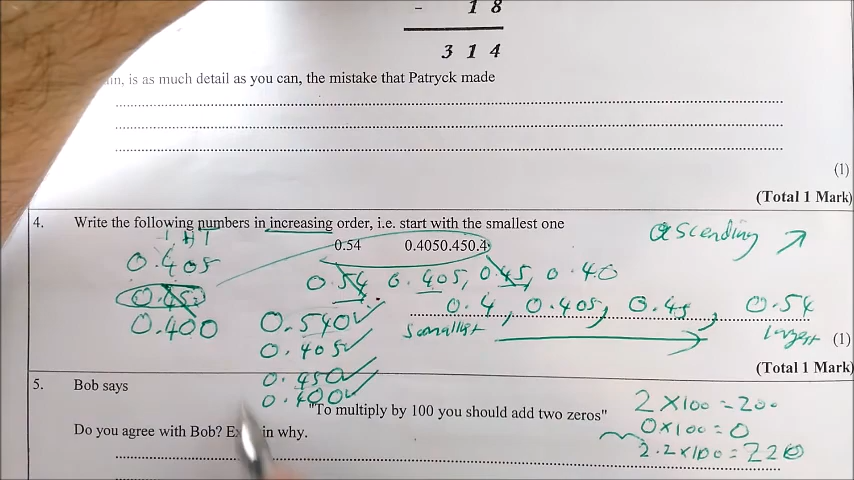 - 1 8
3 1 4
in, is as much detail as you can, the mistake that Patryck made
(1)
(Total 1 Mark)
4. Write the following numbers in increasing order, i.e. start with the smallest one
T H T
0.54 0.4050.450.4
ascending
0.405
0.54 0.405, 0.45, 0.40
0.45
0.4 , 0.405, 0.45 , 0.54
0.400
0.540
smallest largest (1)
0.405
(Total 1 Mark)
0.450
5. Bob says
0.400
"To multiply by 100 you should add two zeros"
2 x 100 = 200
Do you agree with Bob? Ex in why.
0 x 100 = 0
2.2 x 100 = 220